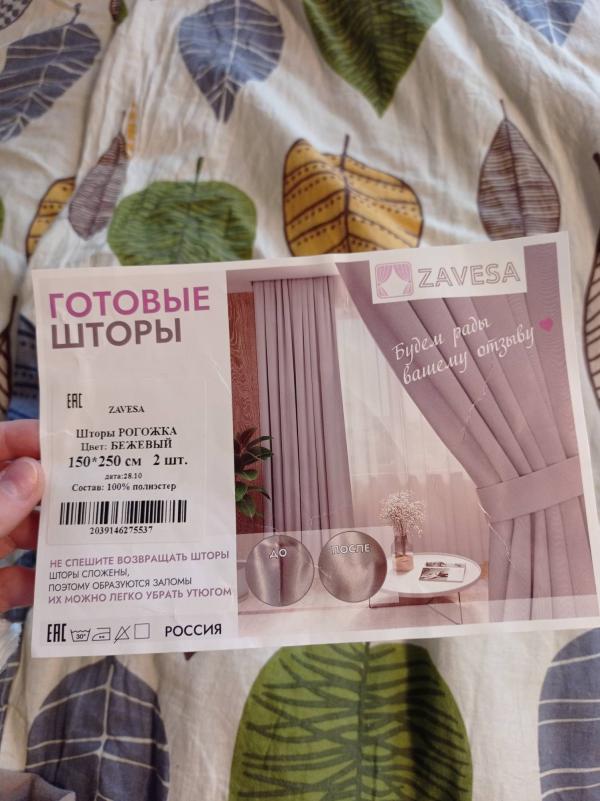 ГОТОВЫЕ
ШТОРЫ
EAC
ZAVESA
Шторы РОГОЖКА
Цвет: БЕЖЕВЫЙ
150*250 см 2 шт.
дата:28.10
Состав: 100% полиэстер
2039146275537
НЕ СПЕШИТЕ ВОЗВРАЩАТЬ ШТОРЫ
ШТОРЫ СЛОЖЕНЫ,
ПОЭТОМУ ОБРАЗУЮТСЯ ЗАЛОМЫ
ИХ МОЖНО ЛЕГКО УБРАТЬ УТЮГОМ
EAC 30° РОССИЯ
ZAVESA
Будем рады
вашему отзыву
ДО ПОСЛЕ